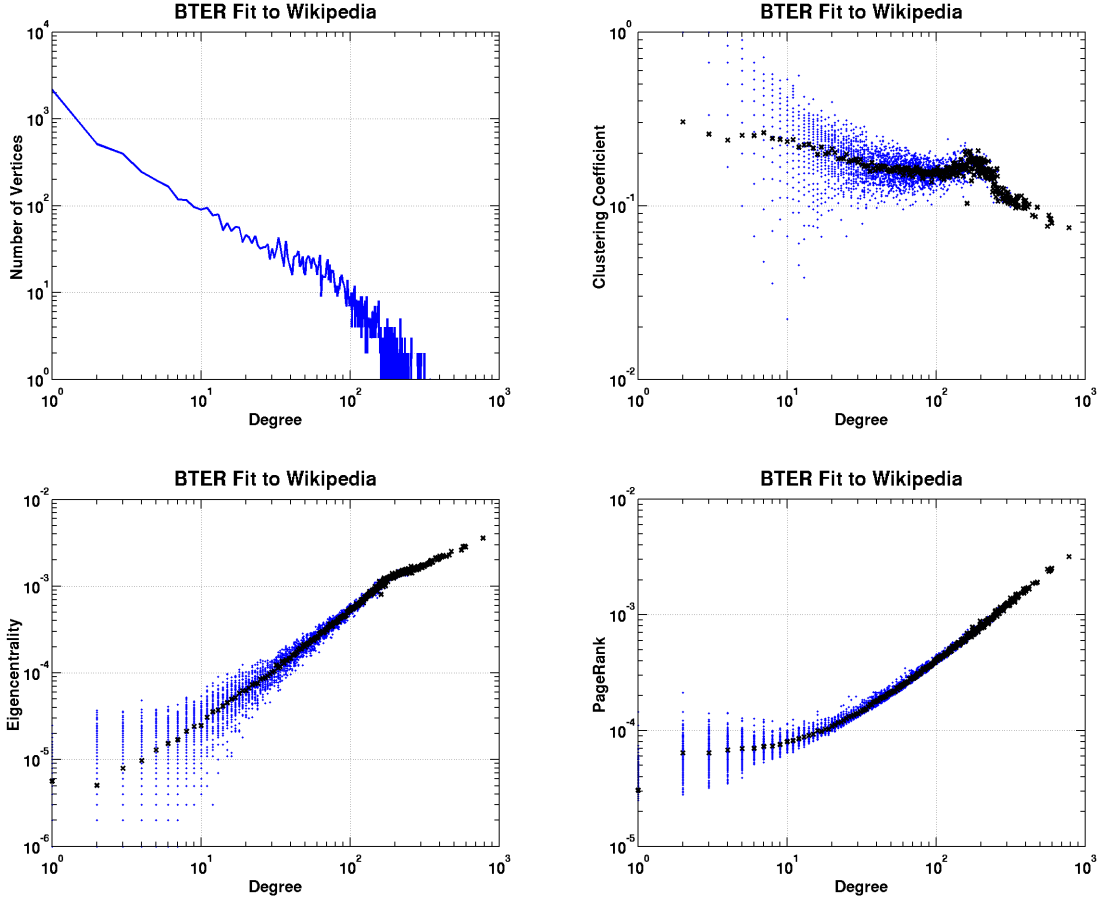 BTER Fit to Wikipedia
10^4
10^3
10^2
10^1
10^0
Number of Vertices
10^0 10^1 10^2 10^3
Degree
BTER Fit to Wikipedia
10^0
10^-1
10^-2
Clustering Coefficient
10^0 10^1 10^2 10^3
Degree
BTER Fit to Wikipedia
10^-2
10^-3
10^-4
10^-5
10^-6
Eigencentrality
10^0 10^1 10^2 10^3
Degree
BTER Fit to Wikipedia
10^-2
10^-3
10^-4
10^-5
PageRank
10^0 10^1 10^2 10^3
Degree